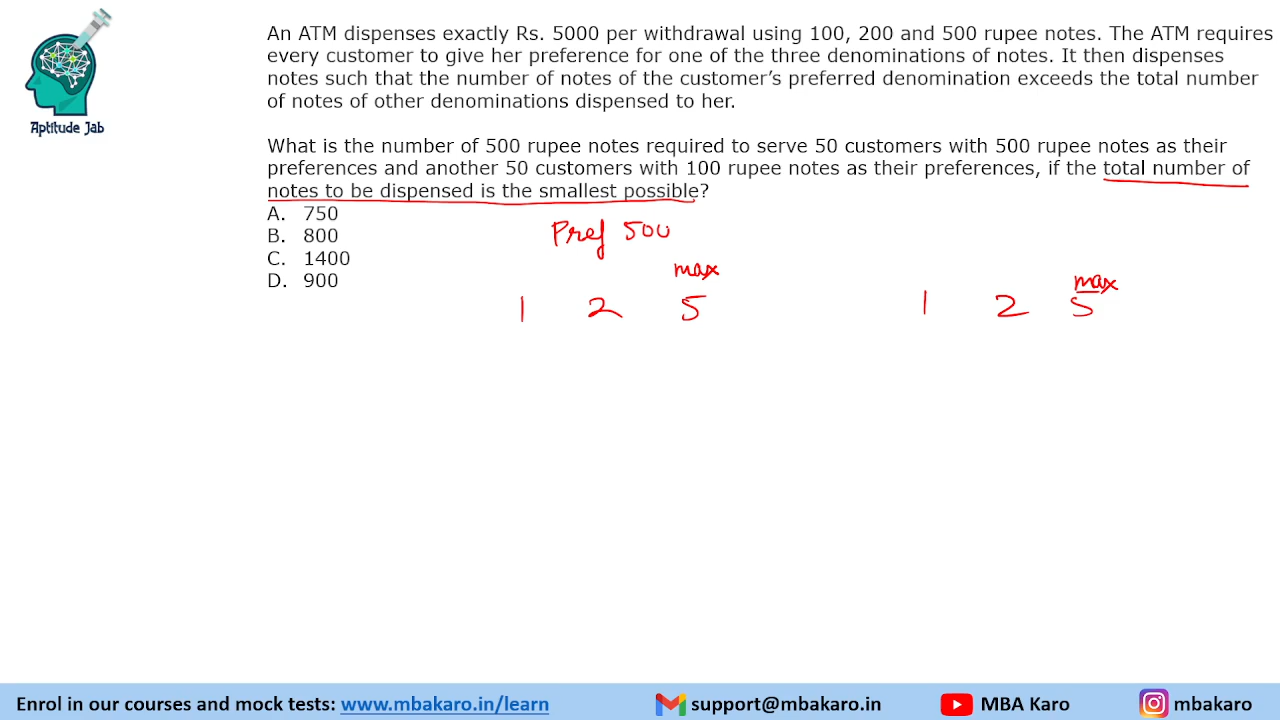 An ATM dispenses exactly Rs. 5000 per withdrawal using 100, 200 and 500 rupee notes. The ATM requires
every customer to give her preference for one of the three denominations of notes. It then dispenses
notes such that the number of notes of the customer's preferred denomination exceeds the total number
of notes of other denominations dispensed to her.
Aptitude Jab
What is the number of 500 rupee notes required to serve 50 customers with 500 rupee notes as their
preferences and another 50 customers with 100 rupee notes as their preferences, if the total number of
notes to be dispensed is the smallest possible?
A. 750
B. 800
C. 1400
D. 900
Pref 500
max
1 2 5
max
1 2 5
Enrol in our courses and mock tests: www.mbakaro.in/learn support@mbakaro.in MBA Karo mbakaro